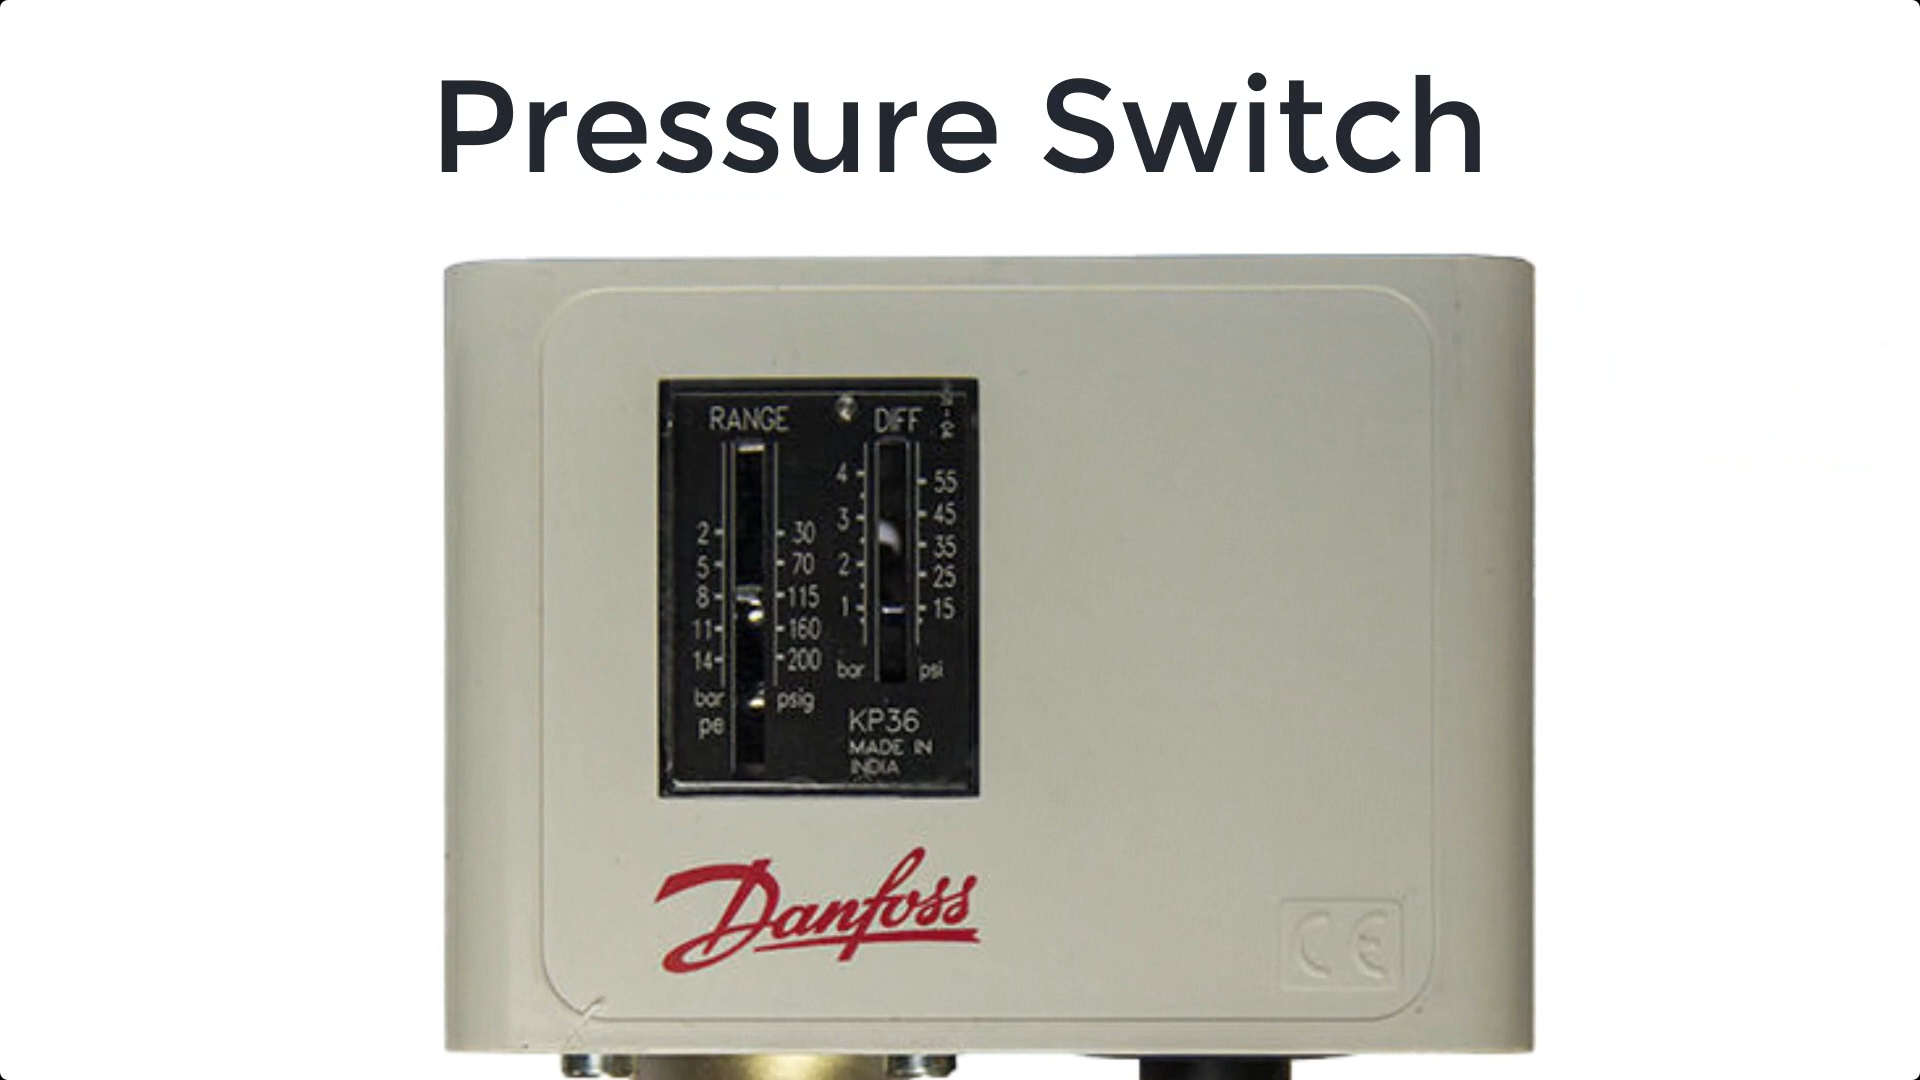 Pressure Switch
RANGE
DIFF
2 30
5 70
8 115
11 160
14 200
bar psig
pe
4 55
3 45
35
2 25
1 15
bar psi
KP36
MADE IN
INDIA
Danfoss
CE